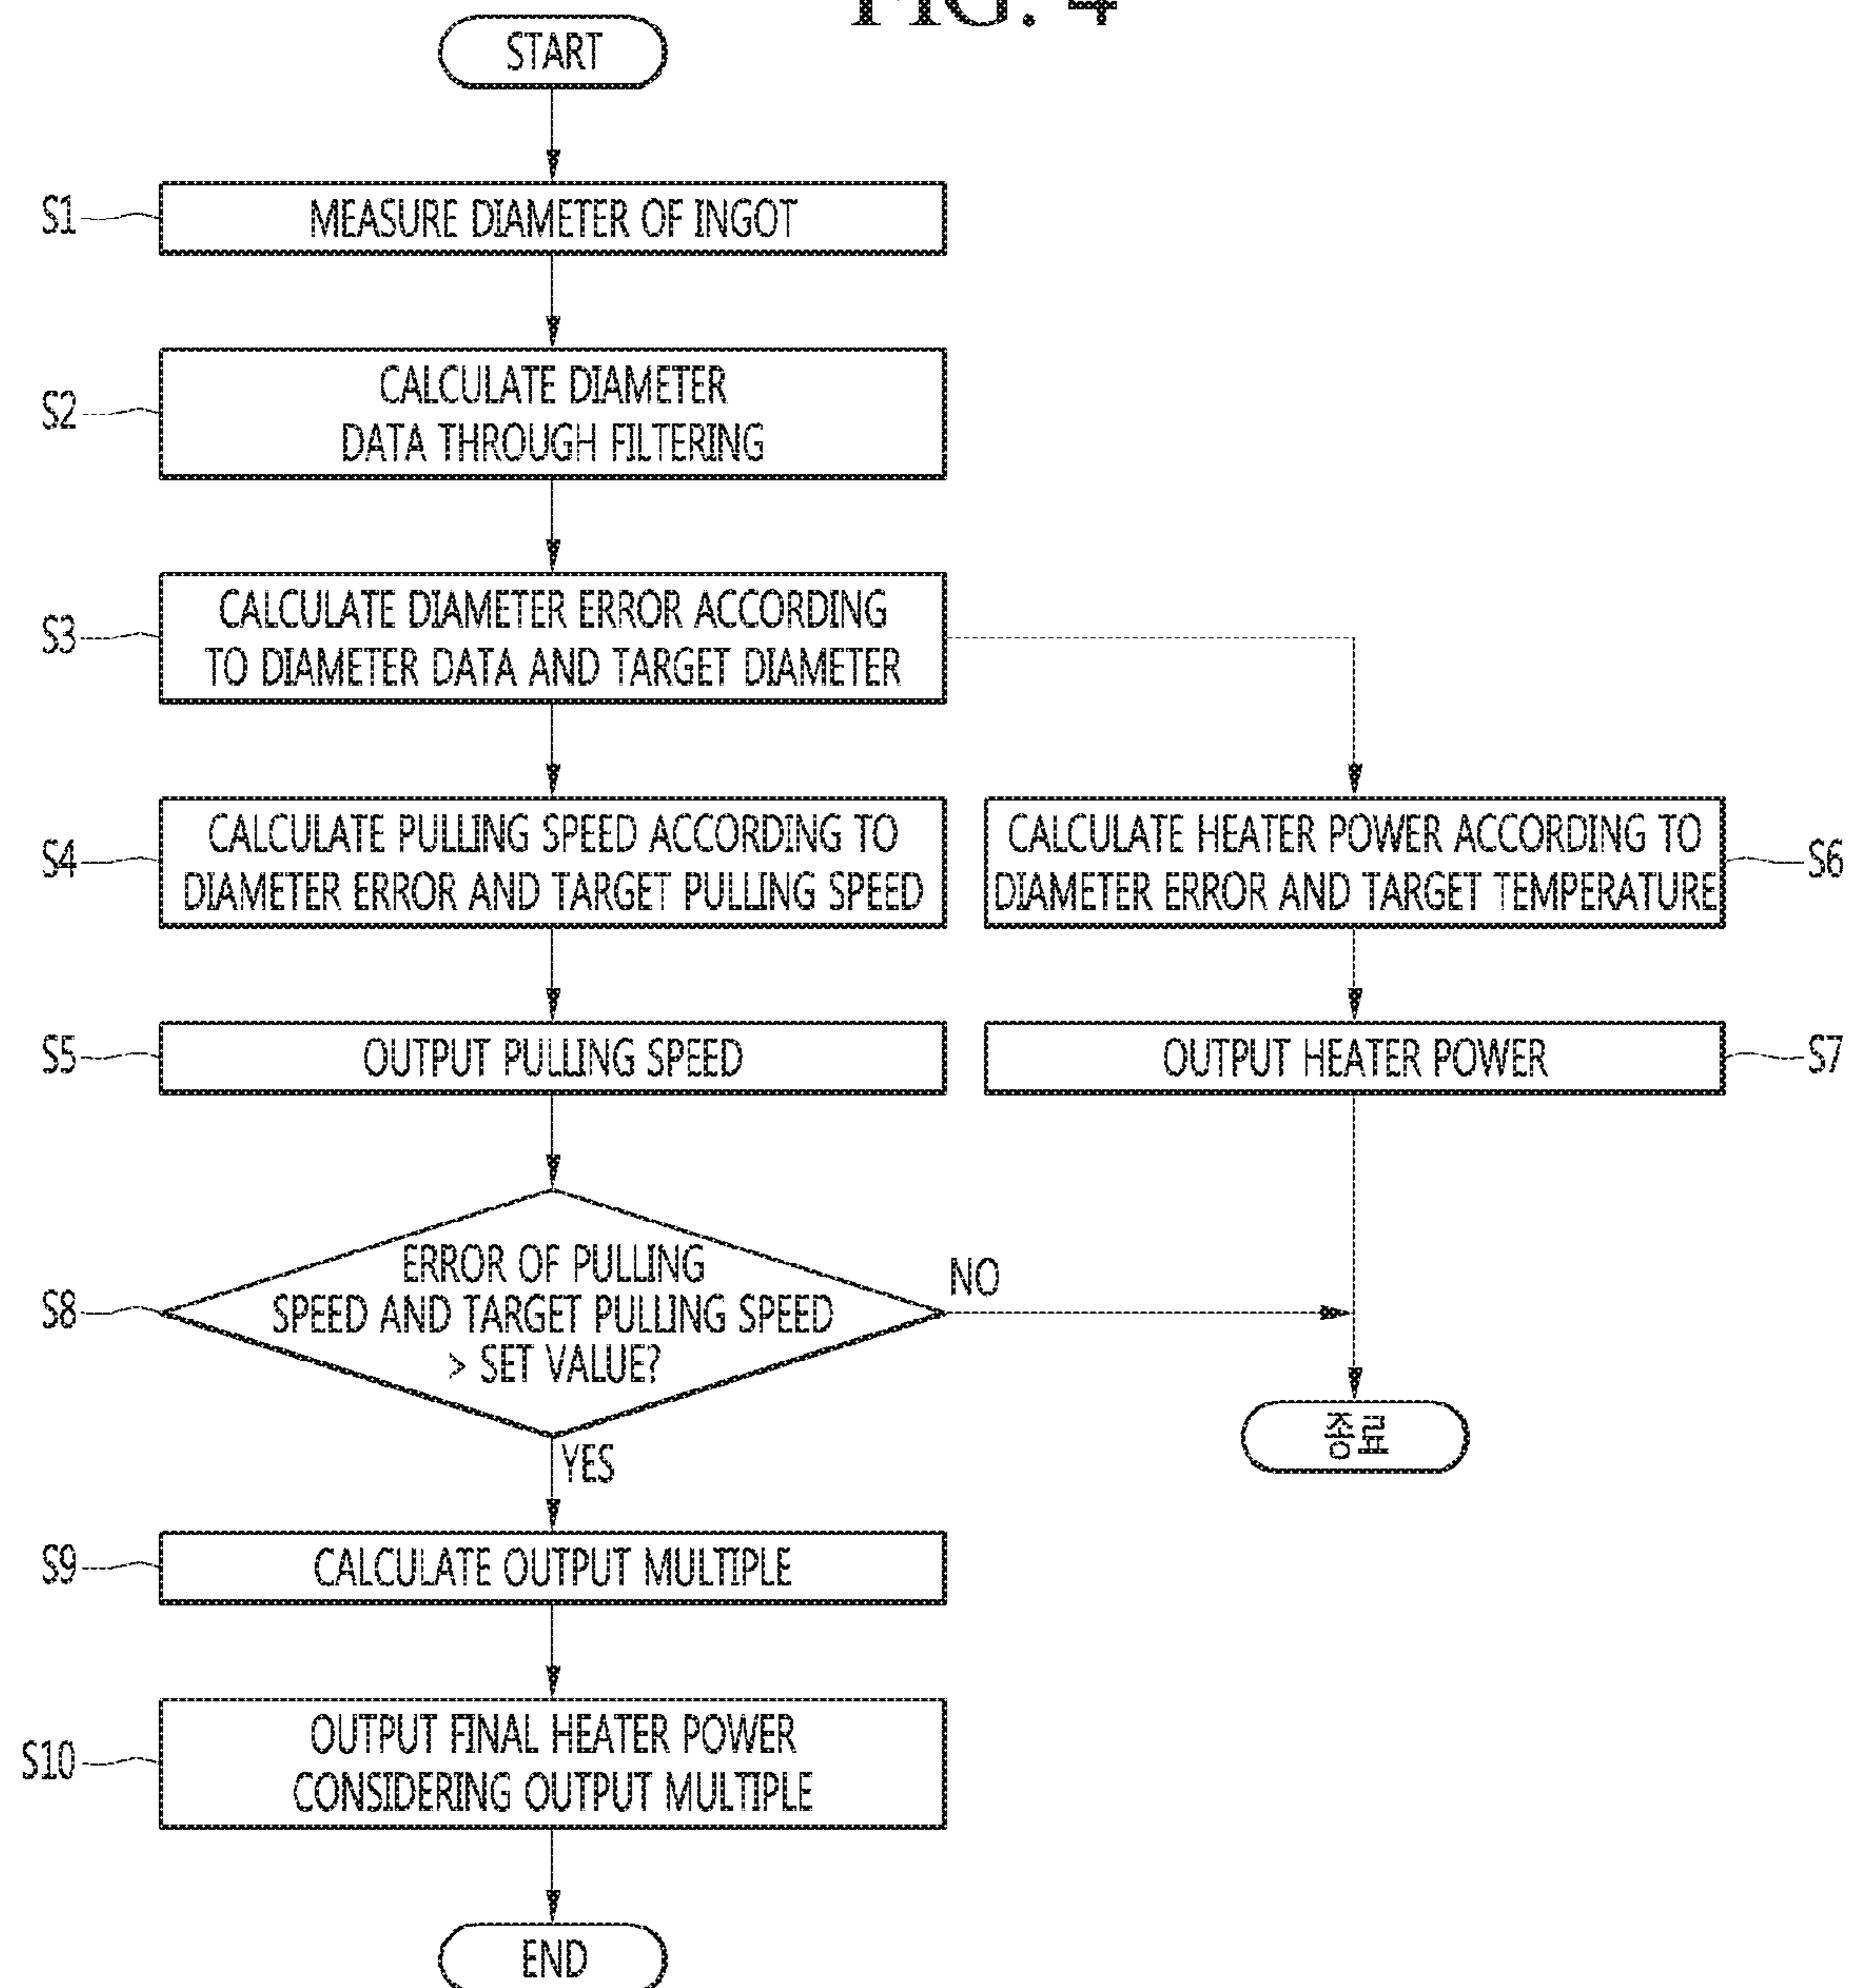 FIG. 4
START
S1
MEASURE DIAMETER OF INGOT
S2
CALCULATE DIAMETER
DATA THROUGH FILTERING
S3
CALCULATE DIAMETER ERROR ACCORDING
TO DIAMETER DATA AND TARGET DIAMETER
S4
CALCULATE PULLING SPEED ACCORDING TO
DIAMETER ERROR AND TARGET PULLING SPEED
CALCULATE HEATER POWER ACCORDING TO
DIAMETER ERROR AND TARGET TEMPERATURE
S6
S5
OUTPUT PULLING SPEED
OUTPUT HEATER POWER
S7
S8
ERROR OF PULLING
SPEED AND TARGET PULLING SPEED
> SET VALUE?
NO
종료
YES
S9
CALCULATE OUTPUT MULTIPLE
S10
OUTPUT FINAL HEATER POWER
CONSIDERING OUTPUT MULTIPLE
END